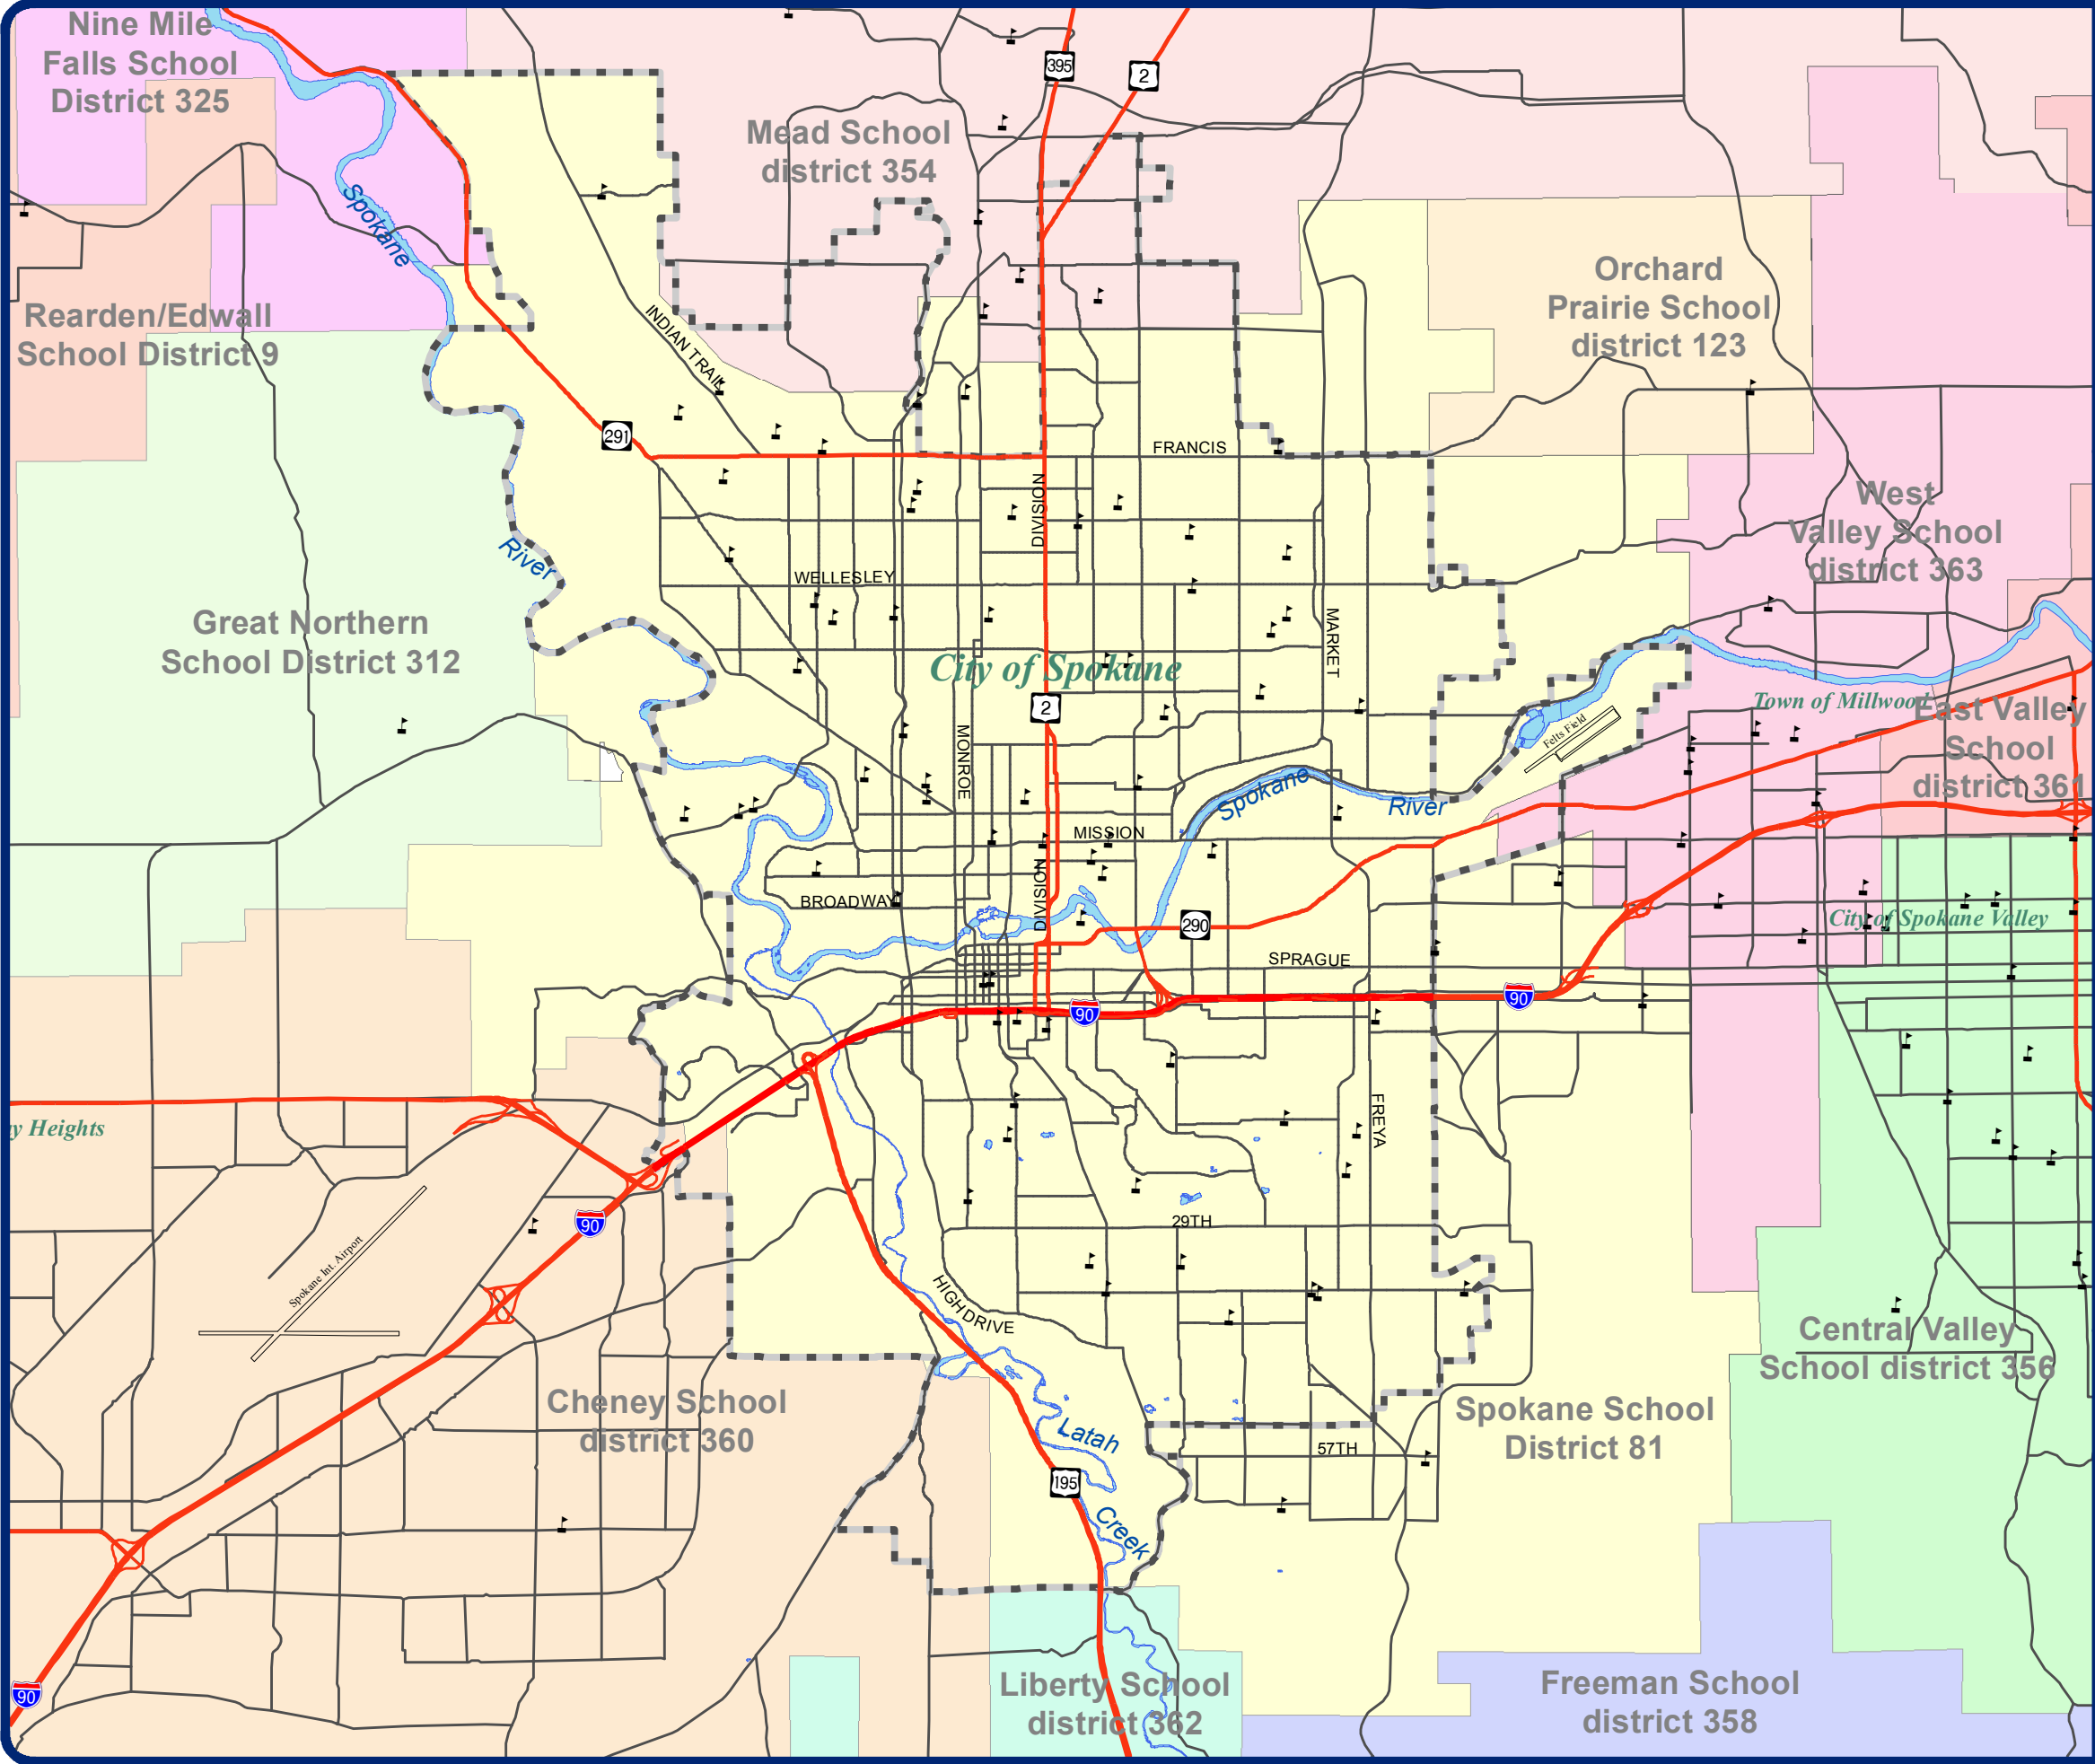 Nine Mile
Falls School
District 325
395
2
Mead School
district 354
Spokane
Orchard
Prairie School
district 123
Rearden/Edwall
School District 9
INDIAN TRAIL
291
FRANCIS
DIVISION
West
Valley School
district 363
River
WELLESLEY
Great Northern
School District 312
MARKET
City of Spokane
2
Town of Millwood
East Valley
School
district 361
Felts Field
MONROE
Spokane
River
MISSION
DIVISION
BROADWAY
290
City of Spokane Valley
SPRAGUE
90
90
y Heights
FREYA
29TH
90
Spokane Int. Airport
HIGH DRIVE
Central Valley
School district 356
Cheney School
district 360
Latah
Spokane School
District 81
57TH
195
Creek
90
Liberty School
district 362
Freeman School
district 358